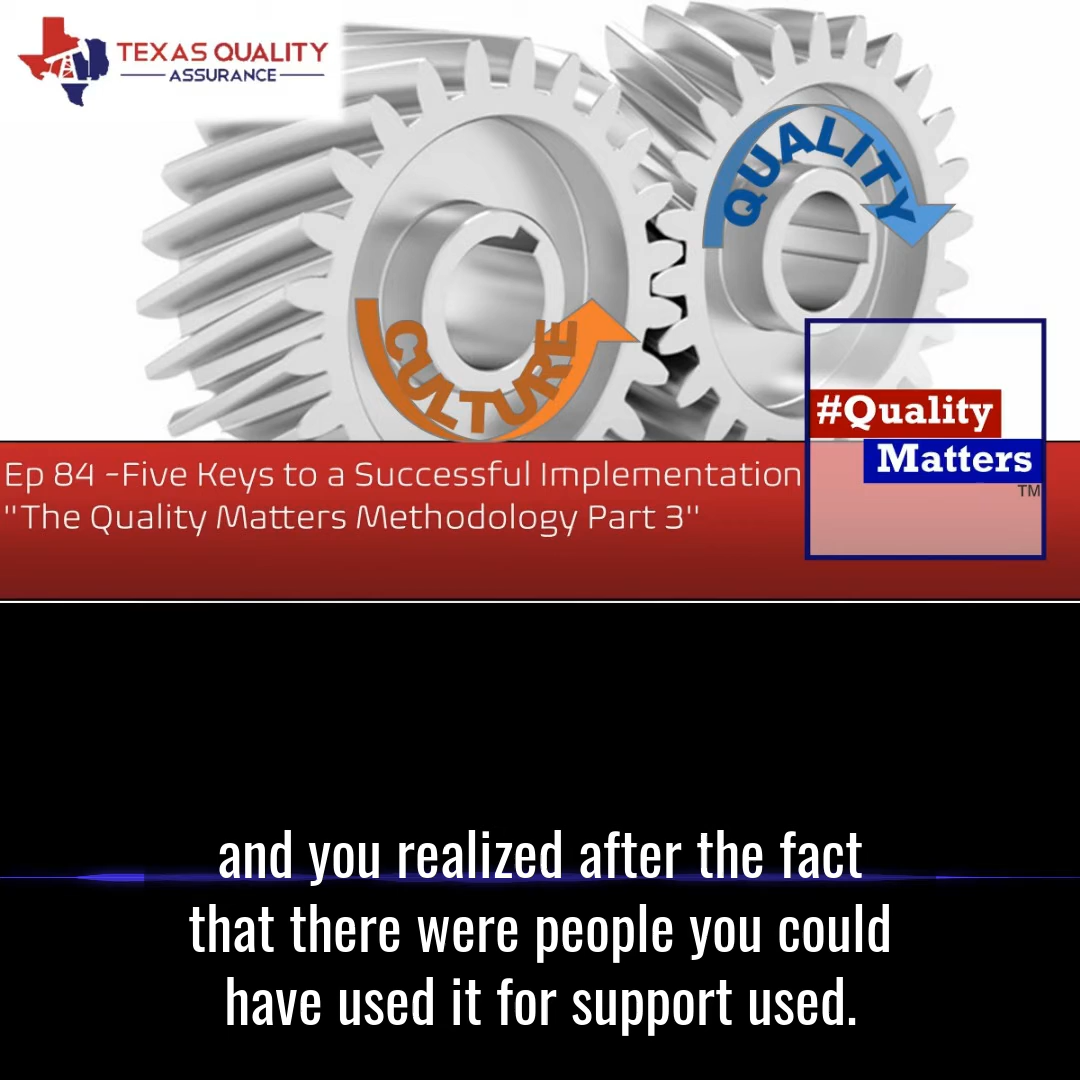 TEXAS QUALITY
ASSURANCE
QUALITY
CULTURE
#Quality
Matters
TM
Ep 84 -Five Keys to a Successful Implementation
"The Quality Matters Methodology Part 3"
and you realized after the fact
that there were people you could
have used it for support used.